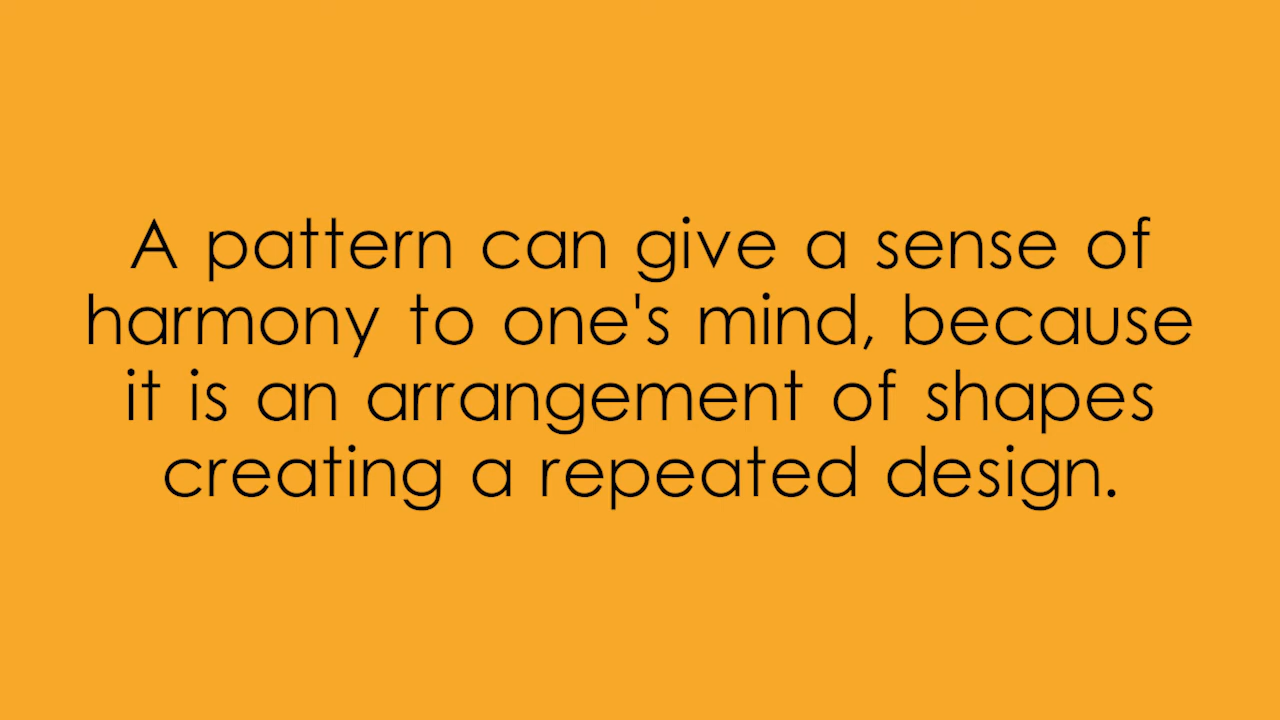 A pattern can give a sense of
harmony to one's mind, because
it is an arrangement of shapes
creating a repeated design.